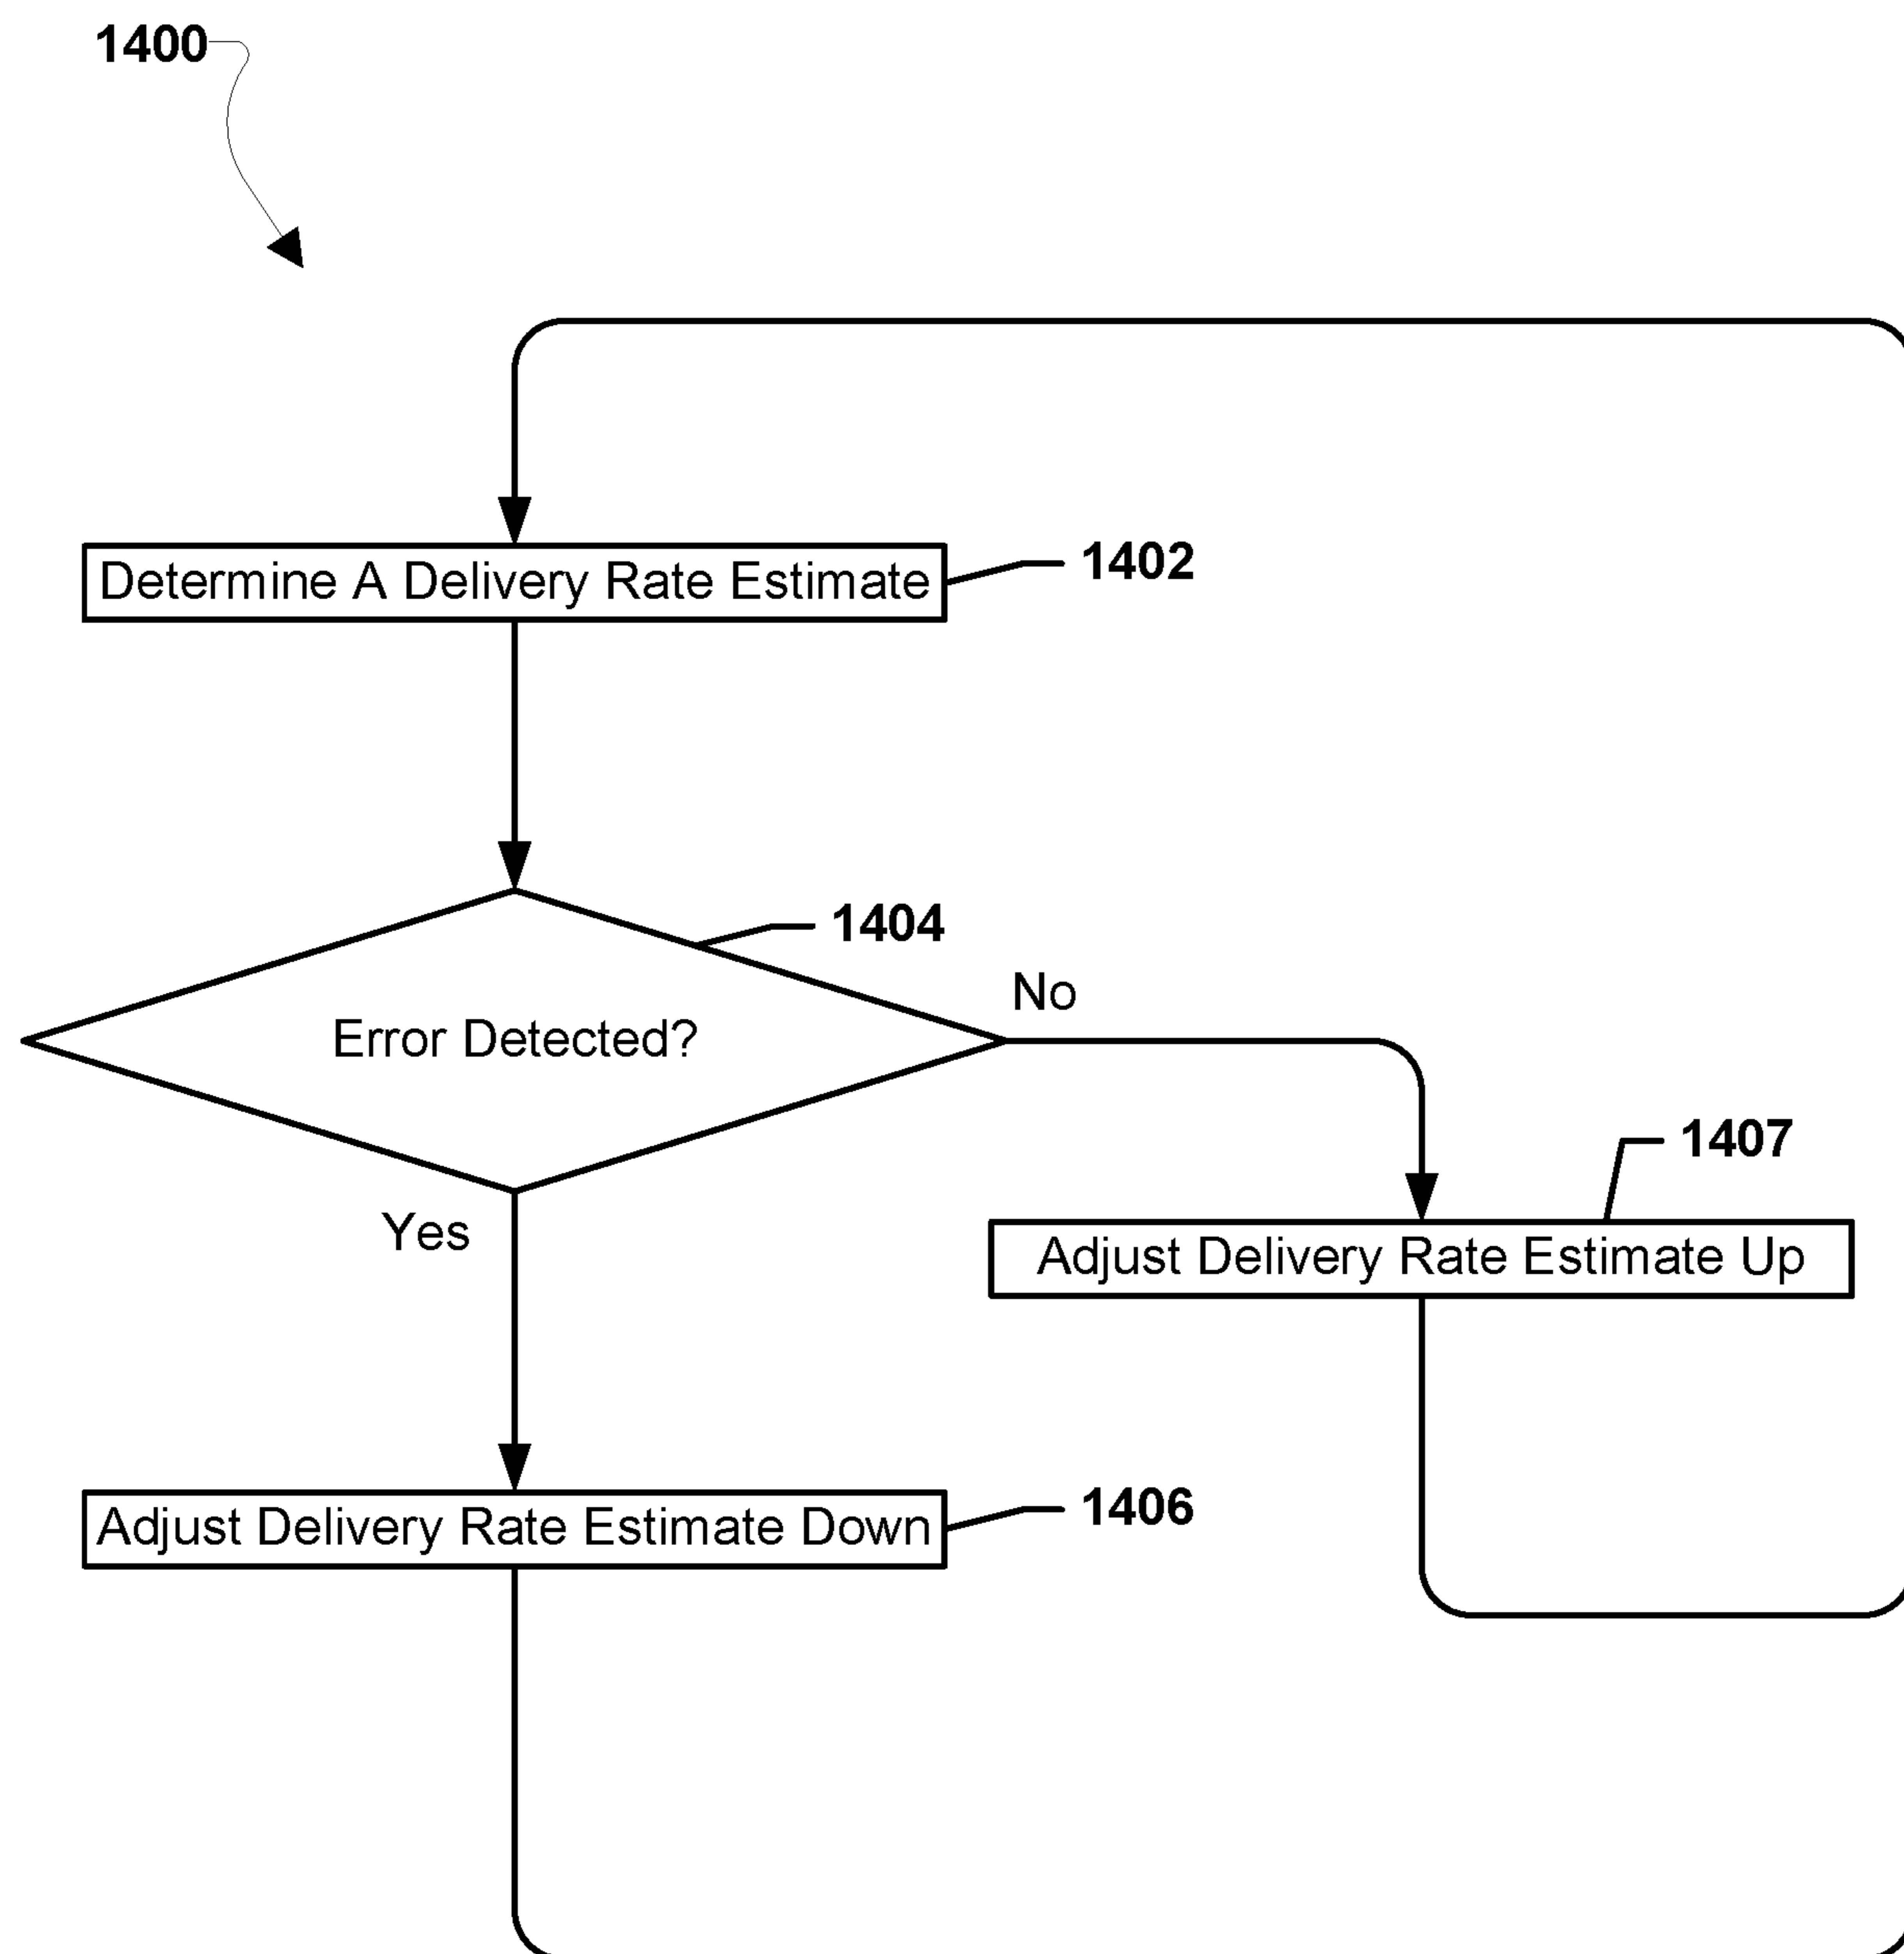 1400
Determine A Delivery Rate Estimate
1402
1404
Error Detected?
No
Yes
1407
Adjust Delivery Rate Estimate Up
Adjust Delivery Rate Estimate Down
1406